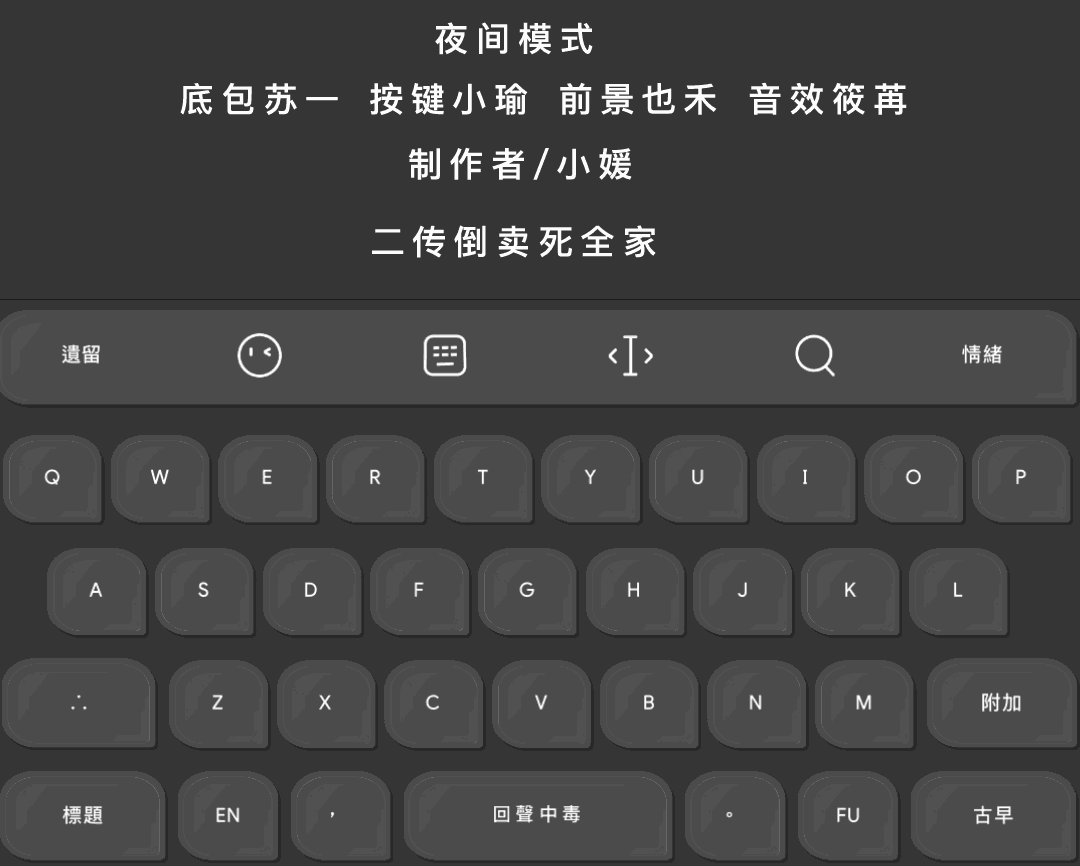 夜间模式
底包苏一 按键小瑜 前景也禾 音效筱苒
制作者/小媛
二传倒卖死全家
遺留 情緒
Q W E R T Y U I O P
A S D F G H J K L
∴ Z X C V B N M 附加
標題 EN , 回聲中毒 。 FU 古早